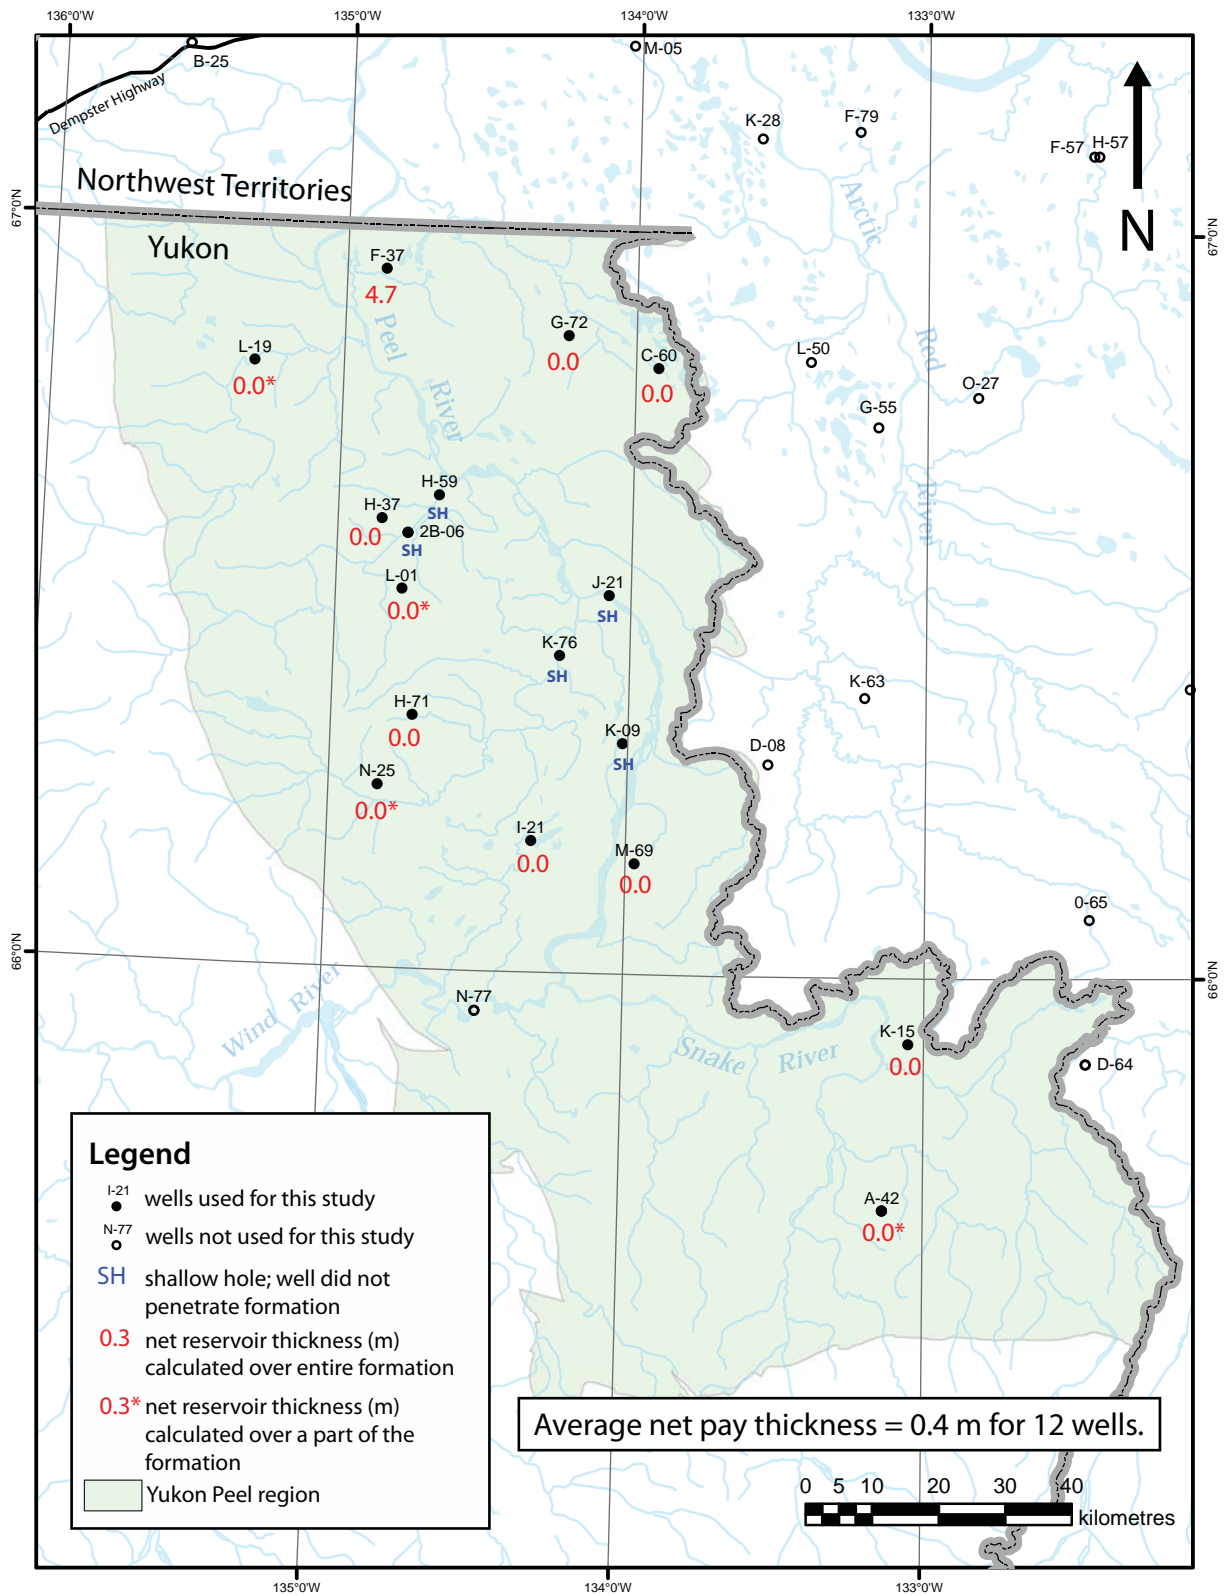 136°0'W
135°0'W
134°0'W
133°0'W
B-25
M-05
Dempster Highway
K-28
F-79
F-57
H-57
Northwest Territories
67°0'N
67°0'N
Yukon
N
Arctic
Red
River
F-37
4.7
Peel
River
G-72
0.0
L-19
0.0*
C-60
0.0
L-50
O-27
G-55
H-59
SH
H-37
0.0
2B-06
SH
L-01
0.0*
J-21
SH
K-76
SH
K-63
H-71
0.0
K-09
SH
D-08
N-25
0.0*
I-21
0.0
M-69
0.0
0-65
66°0'N
66°0'N
Wind River
N-77
Snake River
K-15
0.0
D-64
A-42
0.0*
Legend
I-21 wells used for this study
N-77 wells not used for this study
SH shallow hole; well did not
penetrate formation
0.3 net reservoir thickness (m)
calculated over entire formation
0.3* net reservoir thickness (m)
calculated over a part of the
formation
Yukon Peel region
Average net pay thickness = 0.4 m for 12 wells.
0 5 10 20 30 40
kilometres
135°0'W
134°0'W
133°0'W